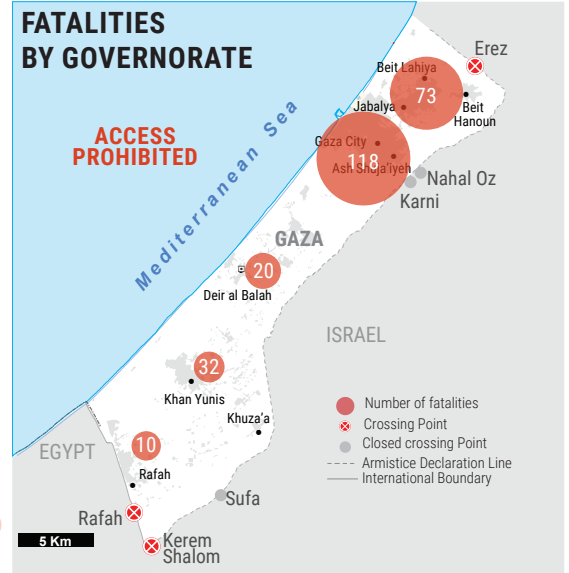 FATALITIES
BY GOVERNORATE
ACCESS
PROHIBITED
Mediterranean Sea
Erez
Beit Lahiya
73
Jabalya
Beit
Hanoun
Gaza City
118
Ash Shuja'iyeh
Nahal Oz
Karni
GAZA
20
Deir al Balah
ISRAEL
32
Khan Yunis
Khuza'a
10
EGYPT
Rafah
Rafah
Sufa
Kerem
Shalom
5 Km
Number of fatalities
Crossing Point
Closed crossing Point
Armistice Declaration Line
International Boundary